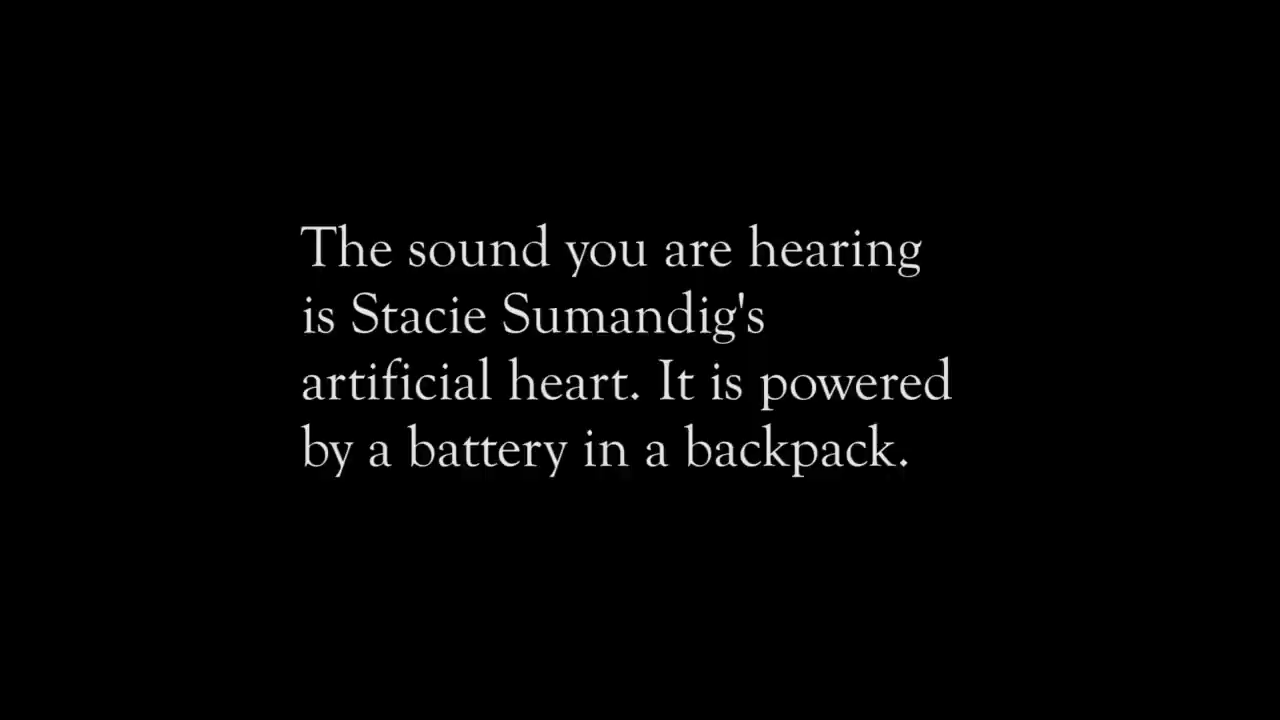 The sound you are hearing
is Stacie Sumandig's
artificial heart. It is powered
by a battery in a backpack.